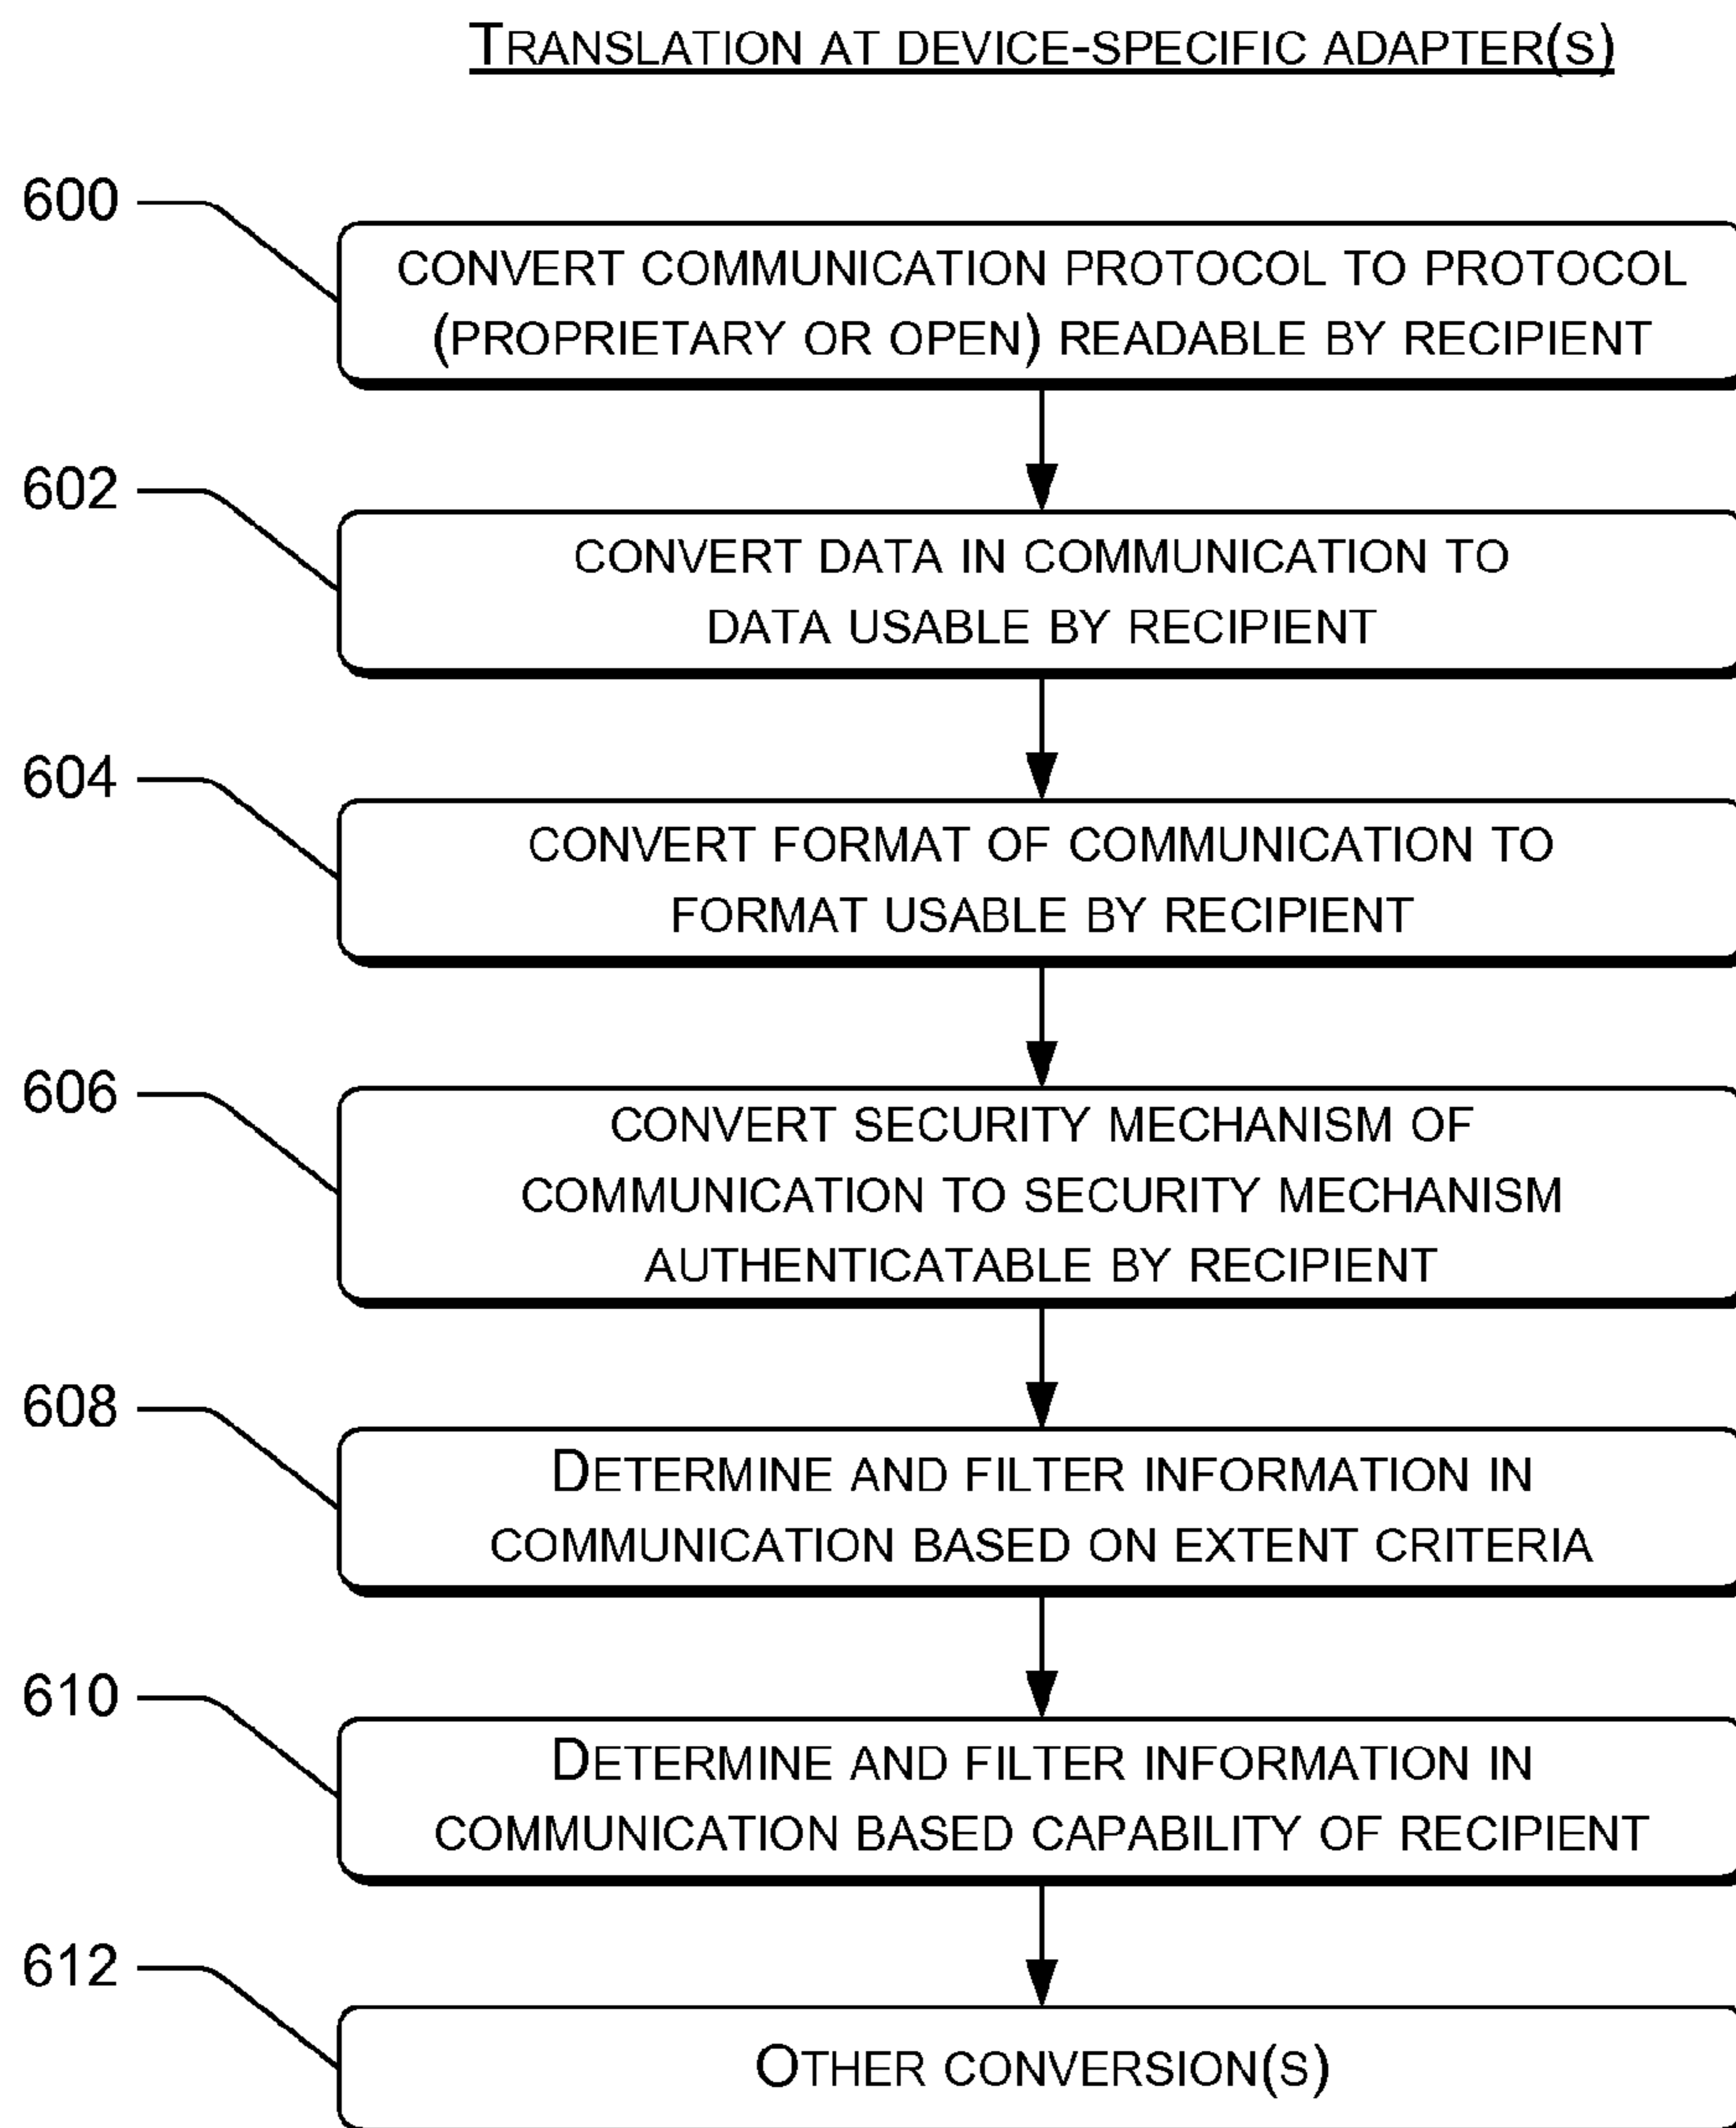 TRANSLATION AT DEVICE-SPECIFIC ADAPTER(S)
600
CONVERT COMMUNICATION PROTOCOL TO PROTOCOL
(PROPRIETARY OR OPEN) READABLE BY RECIPIENT
602
CONVERT DATA IN COMMUNICATION TO
DATA USABLE BY RECIPIENT
604
CONVERT FORMAT OF COMMUNICATION TO
FORMAT USABLE BY RECIPIENT
606
CONVERT SECURITY MECHANISM OF
COMMUNICATION TO SECURITY MECHANISM
AUTHENTICATABLE BY RECIPIENT
608
DETERMINE AND FILTER INFORMATION IN
COMMUNICATION BASED ON EXTENT CRITERIA
610
DETERMINE AND FILTER INFORMATION IN
COMMUNICATION BASED CAPABILITY OF RECIPIENT
612
OTHER CONVERSION(S)